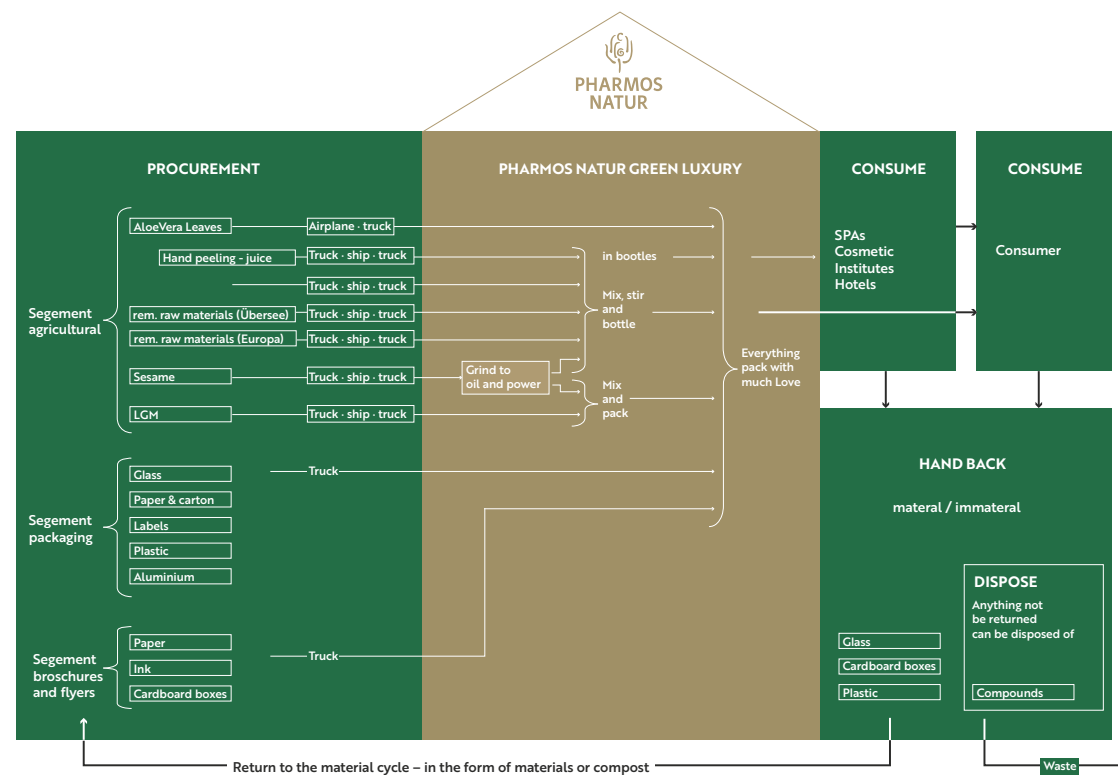 PHARMOS
NATUR
PROCUREMENT
PHARMOS NATUR GREEN LUXURY
CONSUME
CONSUME
Segement
agricultural
AloeVera Leaves
Airplane · truck
Hand peeling - juice
Truck · ship · truck
Truck · ship · truck
rem. raw materials (Übersee)
Truck · ship · truck
rem. raw materials (Europa)
Truck · ship · truck
Sesame
Truck · ship · truck
LGM
Truck · ship · truck
Grind to
oil and power
in bootles
Mix, stir
and
bottle
Mix
and
pack
Everything
pack with
much Love
SPAs
Cosmetic
Institutes
Hotels
Consumer
Segement
packaging
Glass
Paper & carton
Labels
Plastic
Aluminium
Truck
Segement
broschures
and flyers
Paper
Ink
Cardboard boxes
Truck
HAND BACK
materal / immateral
Glass
Cardboard boxes
Plastic
DISPOSE
Anything not
be returned
can be disposed of
Compounds
Return to the material cycle – in the form of materials or compost
Waste